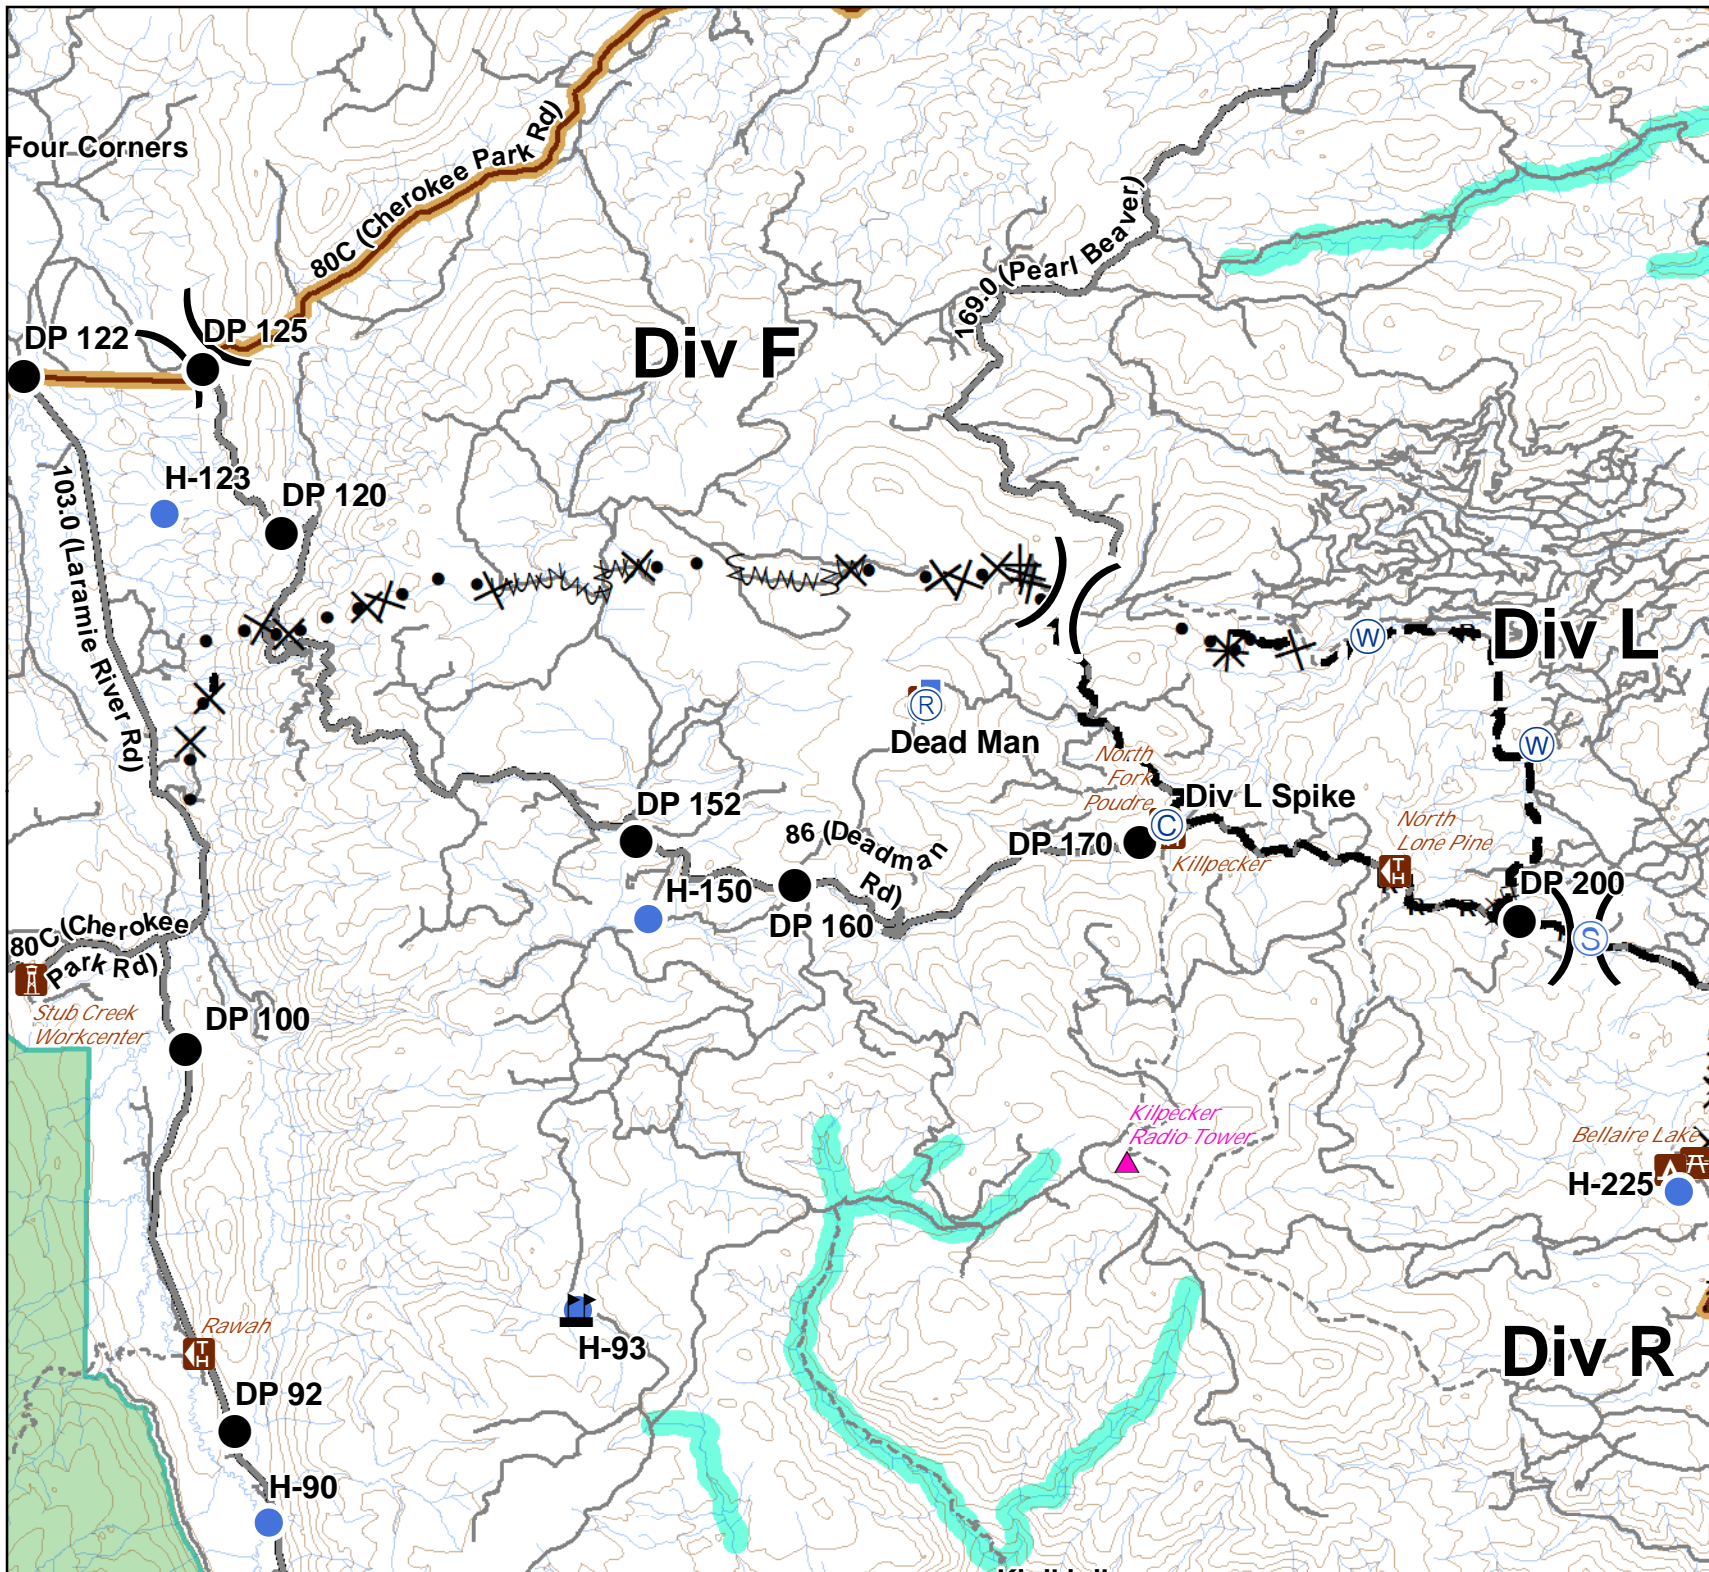 Four Corners
80C (Cherokee Park Rd)
169.0 (Pearl Beaver)
DP 122
DP 125
Div F
H-123
DP 120
103.0 (Laramie River Rd)
W
R
Div L
R
Dead Man
W
North
Fork
Poudre
Div L Spike
DP 152
86 (Deadman
Rd)
DP 170
C
Killpecker
North
Lone Pine
TH
H-150
DP 160
R
R
R
DP 200
S
80C (Cherokee
Park Rd)
Stub Creek
Workcenter
DP 100
Kilpecker
Radio Tower
Bellaire Lake
H-225
Rawah
TH
H-93
Div R
DP 92
H-90